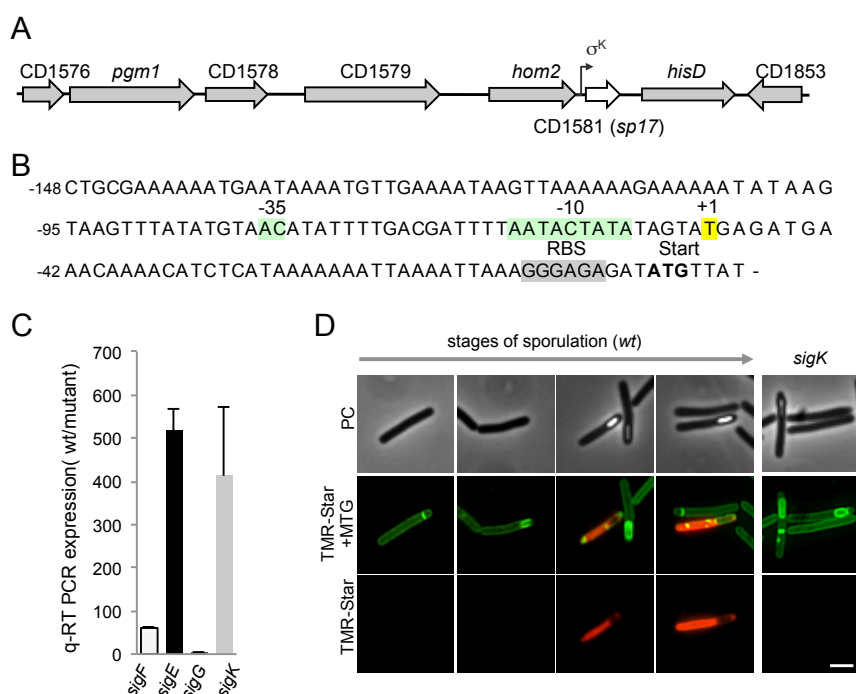 A
σK
CD1576 pgm1 CD1578 CD1579 hom2 hisD CD1853
CD1581 (sp17)
B
-148 CTGCGAAAAAATGAATAAAATGTTGAAAATAAGTTAAAAAAGAAAAAATATAAG
-35 -10 +1
-95 TAAGTTTATATGTAACATATTTTGACGATTTTAATACTATATAGTATGAGATGA
RBS Start
-42 AACAAAACATCTCATAAAAAAATTAAAATTAAAGGGAGAGATATGTTAT -
C
q-RT PCR expression( wt/mutant)
700
600
500
400
300
200
100
0
sigF sigE sigG sigK
D
stages of sporulation (wt) sigK
PC
TMR-Star
+MTG
TMR-Star